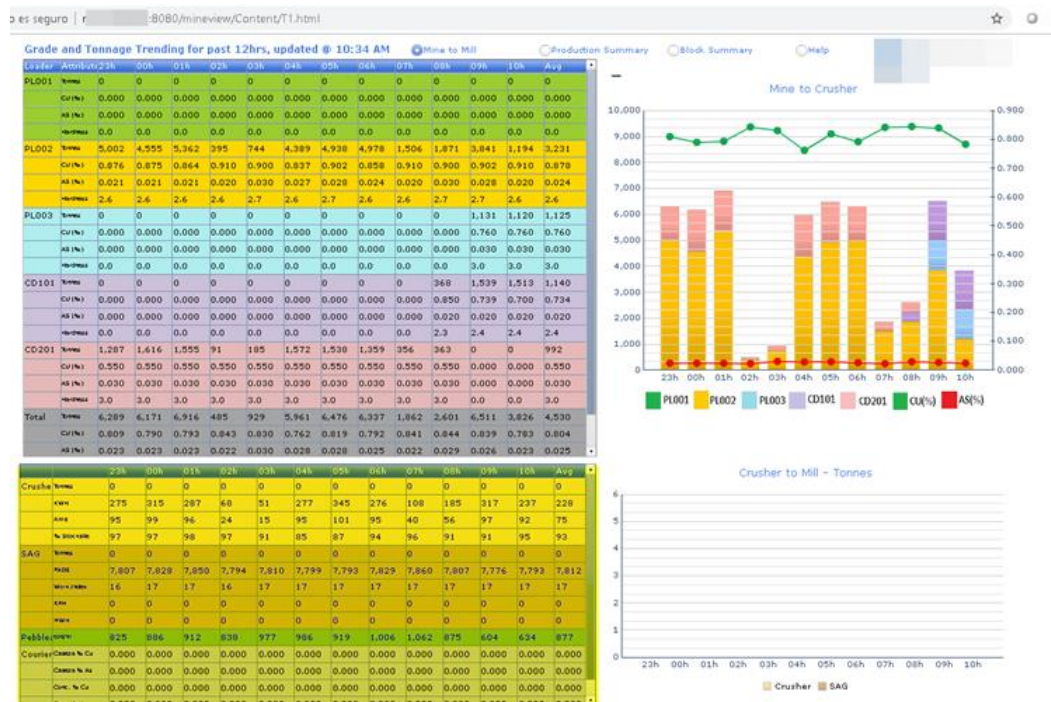 o es seguro | r :8080/mineview/Content/T1.html
Grade and Tonnage Trending for past 12hrs, updated @ 10:34 AM Mine to Mill Production Summary Block Summary Help
Loader Attribute 23h 00h 01h 02h 03h 04h 05h 06h 07h 08h 09h 10h Avg
PL001 Tonnes 0 0 0 0 0 0 0 0 0 0 0 0 0
CU(%) 0.000 0.000 0.000 0.000 0.000 0.000 0.000 0.000 0.000 0.000 0.000 0.000 0.000
AS (%) 0.000 0.000 0.000 0.000 0.000 0.000 0.000 0.000 0.000 0.000 0.000 0.000 0.000
Hardness 0.0 0.0 0.0 0.0 0.0 0.0 0.0 0.0 0.0 0.0 0.0 0.0 0.0
PL002 Tonnes 5,002 4,555 5,362 395 744 4,389 4,938 4,978 1,506 1,871 3,841 1,194 3,231
CU(%) 0.876 0.875 0.864 0.910 0.900 0.837 0.902 0.858 0.910 0.900 0.902 0.910 0.878
AS (%) 0.021 0.021 0.021 0.020 0.030 0.027 0.028 0.024 0.020 0.030 0.028 0.020 0.024
Hardness 2.6 2.6 2.6 2.6 2.7 2.6 2.7 2.6 2.6 2.7 2.7 2.6 2.6
PL003 Tonnes 0 0 0 0 0 0 0 0 0 0 1,131 1,120 1,125
CU(%) 0.000 0.000 0.000 0.000 0.000 0.000 0.000 0.000 0.000 0.000 0.760 0.760 0.760
AS (%) 0.000 0.000 0.000 0.000 0.000 0.000 0.000 0.000 0.000 0.000 0.030 0.030 0.030
Hardness 0.0 0.0 0.0 0.0 0.0 0.0 0.0 0.0 0.0 0.0 3.0 3.0 3.0
CD101 Tonnes 0 0 0 0 0 0 0 0 0 368 1,539 1,513 1,140
CU(%) 0.000 0.000 0.000 0.000 0.000 0.000 0.000 0.000 0.000 0.850 0.739 0.700 0.734
AS (%) 0.000 0.000 0.000 0.000 0.000 0.000 0.000 0.000 0.000 0.020 0.020 0.020 0.020
Hardness 0.0 0.0 0.0 0.0 0.0 0.0 0.0 0.0 0.0 2.3 2.4 2.4 2.4
CD201 Tonnes 1,287 1,616 1,555 91 185 1,572 1,538 1,359 356 363 0 0 992
CU(%) 0.550 0.550 0.550 0.550 0.550 0.550 0.550 0.550 0.550 0.550 0.000 0.000 0.550
AS (%) 0.030 0.030 0.030 0.030 0.030 0.030 0.030 0.030 0.030 0.030 0.000 0.000 0.030
Hardness 3.0 3.0 3.0 3.0 3.0 3.0 3.0 3.0 3.0 3.0 0.0 0.0 3.0
Total Tonnes 6,289 6,171 6,916 485 929 5,961 6,476 6,337 1,862 2,601 6,511 3,826 4,530
CU(%) 0.809 0.790 0.793 0.843 0.830 0.762 0.819 0.792 0.841 0.844 0.839 0.783 0.804
AS (%) 0.023 0.023 0.023 0.022 0.030 0.028 0.028 0.025 0.022 0.029 0.026 0.023 0.025
Mine to Crusher
10,000 0.900
9,000 0.800
8,000 0.700
7,000 0.600
6,000 0.500
5,000 0.400
4,000 0.300
3,000 0.200
2,000 0.100
1,000 0.000
0
23h 00h 01h 02h 03h 04h 05h 06h 07h 08h 09h 10h
PL001 PL002 PL003 CD101 CD201 CU(%) AS(%)
23h 00h 01h 02h 03h 04h 05h 06h 07h 08h 09h 10h Avg
Crushe Tonnes 0 0 0 0 0 0 0 0 0 0 0 0 0
KWH 275 315 287 68 51 277 345 276 108 185 317 237 228
AMB 95 99 96 24 15 95 101 95 40 56 97 92 75
% Stockpile 97 97 98 97 91 85 87 94 96 91 91 95 93
SAG Tonnes 0 0 0 0 0 0 0 0 0 0 0 0 0
7,807 7,828 7,850 7,794 7,810 7,799 7,793 7,829 7,860 7,807 7,776 7,793 7,812
Work Index 16 17 17 16 17 17 17 17 17 17 17 17 17
0 0 0 0 0 0 0 0 0 0 0 0 0
0 0 0 0 0 0 0 0 0 0 0 0 0
Pebble 825 886 912 838 977 986 919 1,006 1,062 875 604 634 877
Courier % Cu 0.000 0.000 0.000 0.000 0.000 0.000 0.000 0.000 0.000 0.000 0.000 0.000 0.000
% As 0.000 0.000 0.000 0.000 0.000 0.000 0.000 0.000 0.000 0.000 0.000 0.000 0.000
Conc. % Cu 0.000 0.000 0.000 0.000 0.000 0.000 0.000 0.000 0.000 0.000 0.000 0.000 0.000
Crusher to Mill - Tonnes
6
5
4
3
2
1
0
23h 00h 01h 02h 03h 04h 05h 06h 07h 08h 09h 10h
Crusher SAG